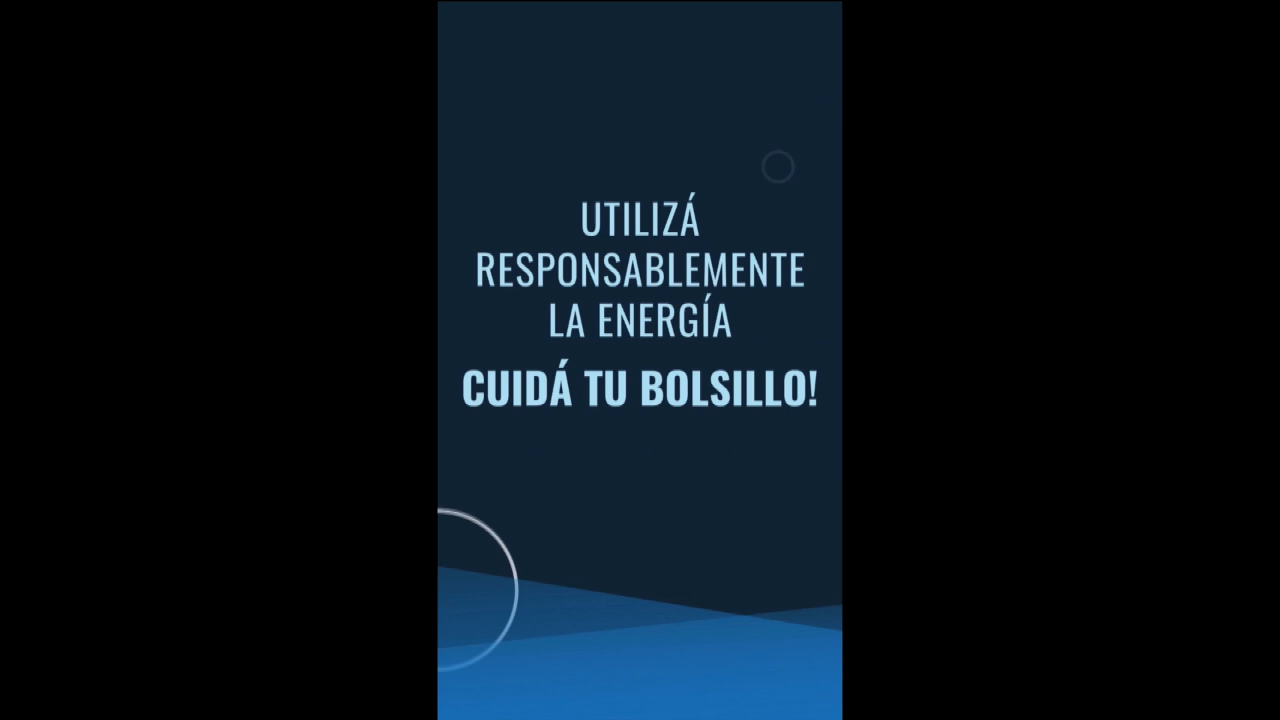 UTILIZÁ
RESPONSABLEMENTE
LA ENERGÍA
CUIDÁ TU BOLSILLO!